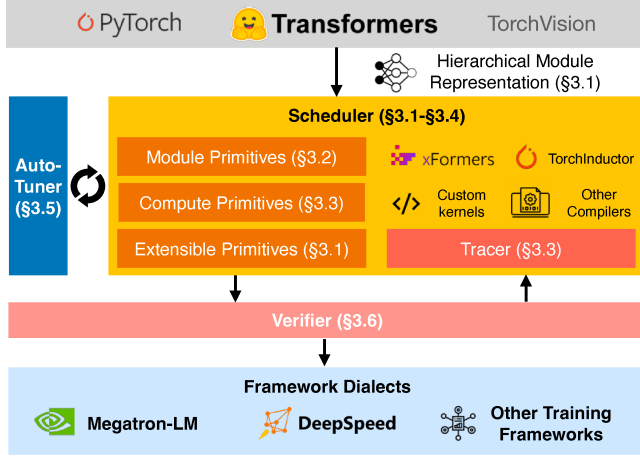 PyTorch Transformers TorchVision
Hierarchical Module
Representation (§3.1)
Auto-
Tuner
(§3.5)
Scheduler (§3.1-§3.4)
Module Primitives (§3.2)
Compute Primitives (§3.3)
Extensible Primitives (§3.1)
xFormers TorchInductor
</> Custom
kernels
Other
Compilers
Tracer (§3.3)
Verifier (§3.6)
Framework Dialects
Megatron-LM
DeepSpeed
Other Training
Frameworks